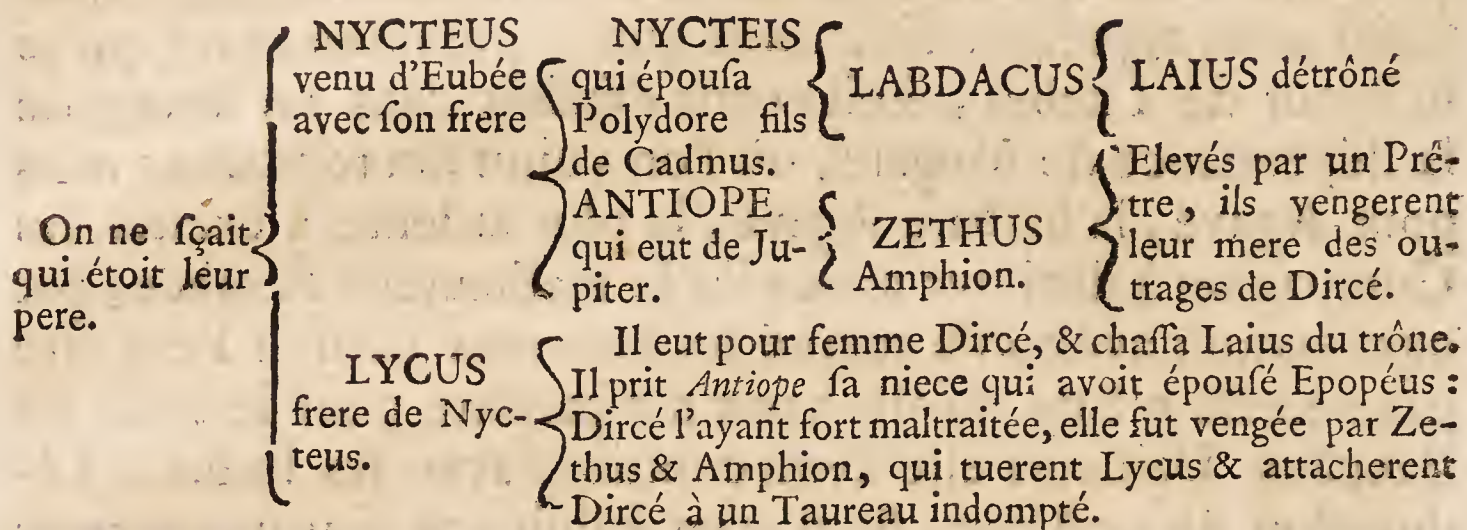 On ne ſçait
qui étoit leur
pere.
NYCTEUS
venu d'Eubée
avec ſon frere
NYCTEIS
qui épouſa
Polydore fils
de Cadmus.
LABDACUS
LAIUS détrôné
ANTIOPE
qui eut de Ju-
piter.
ZETHUS
Amphion.
Elevés par un Prê-
tre, ils vengerent
leur mere des ou-
trages de Dircé.
LYCUS
frere de Nyc-
teus.
Il eut pour femme Dircé, & chaſſa Laius du trône.
Il prit Antiope ſa niece qui avoit épouſé Epopéus :
Dircé l'ayant fort maltraitée, elle fut vengée par Ze-
thus & Amphion, qui tuerent Lycus & attacherent
Dircé à un Taureau indompté.